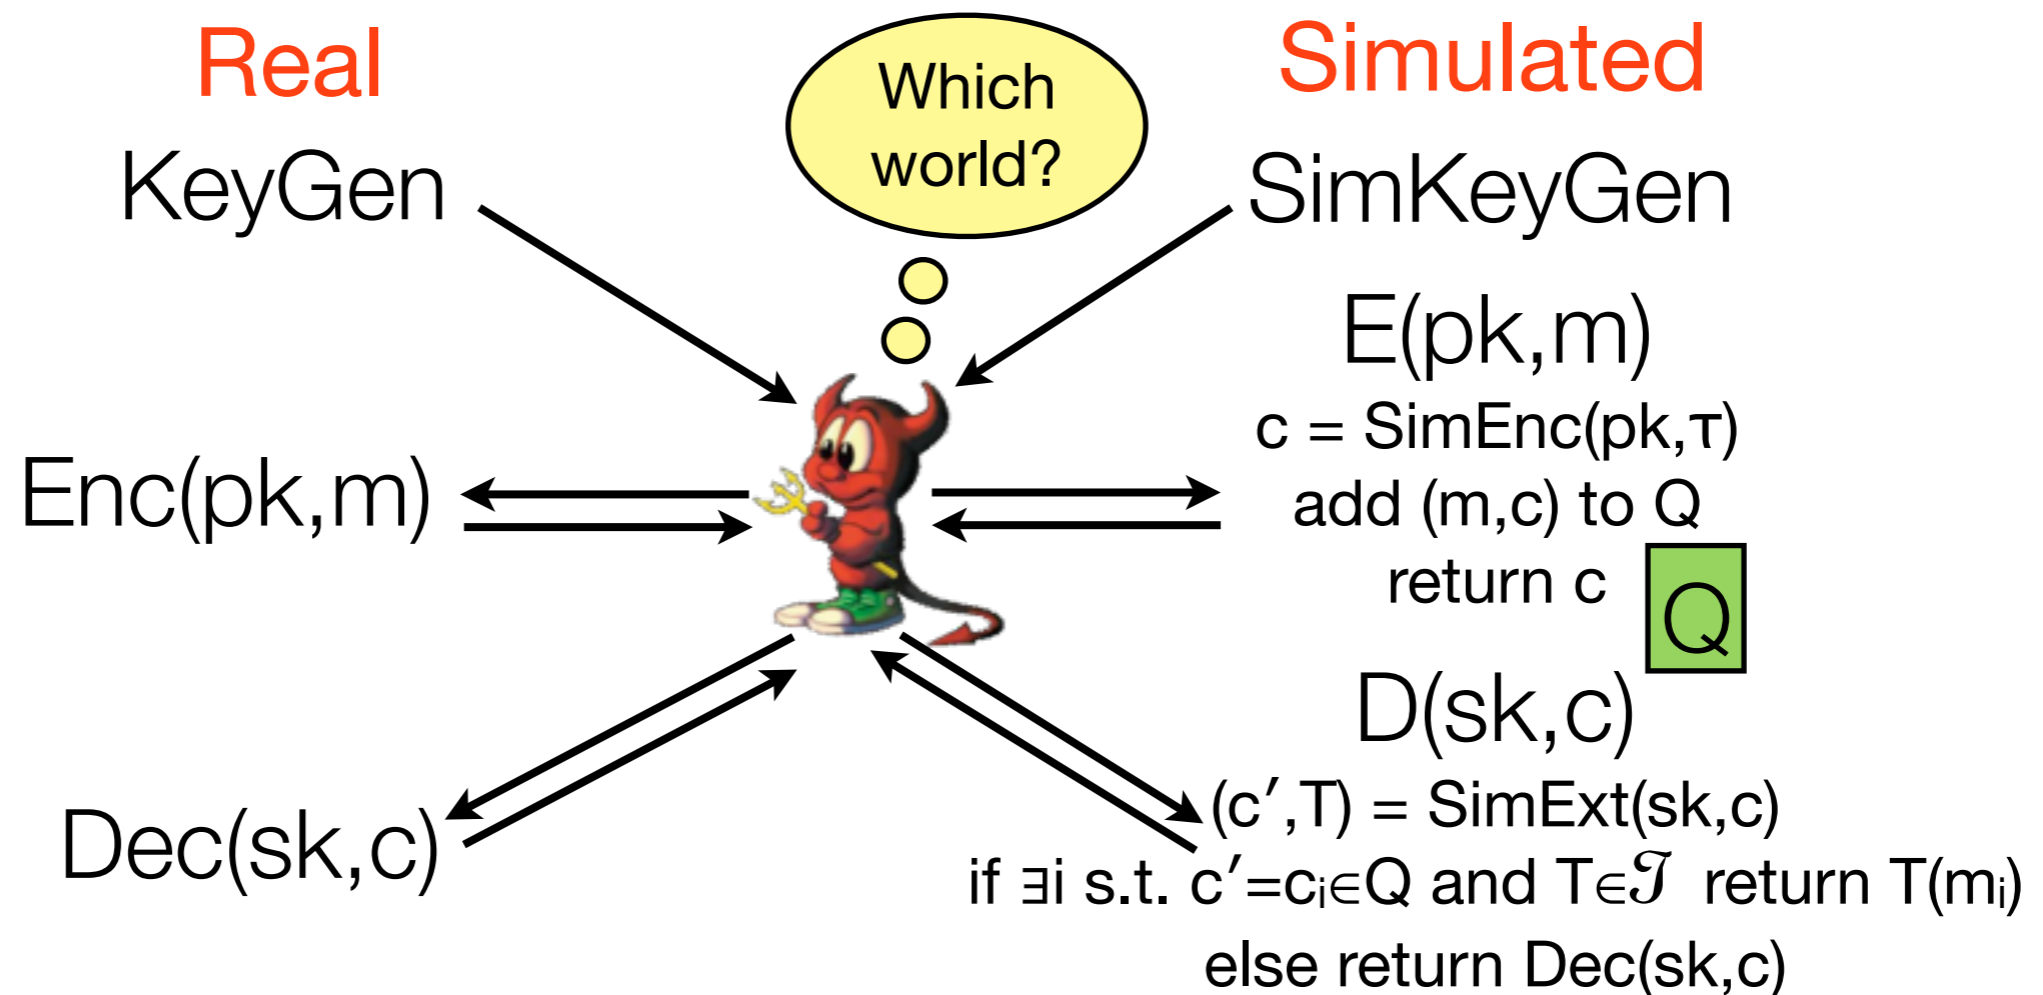 Real
KeyGen
Enc(pk,m)
Dec(sk,c)
Which
world?
Simulated
SimKeyGen
E(pk,m)
c = SimEnc(pk,τ)
add (m,c) to Q
return c
Q
D(sk,c)
(c′,T) = SimExt(sk,c)
if ∃i s.t. c′=cᵢ∈Q and T∈𝒯 return T(mᵢ)
else return Dec(sk,c)